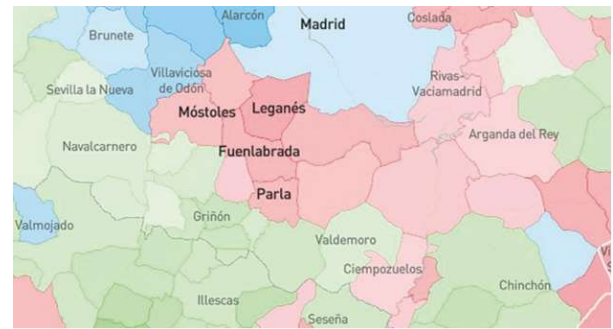 Alarcón
Madrid
Coslada
Brunete
Villaviciosa
de Odón
Sevilla la Nueva
Rivas-
Vaciamadrid
Móstoles
Leganés
Arganda del Rey
Navalcarnero
Fuenlabrada
Parla
Griñón
Valmojado
Valdemoro
Ciempozuelos
Chinchón
Illescas
Seseña